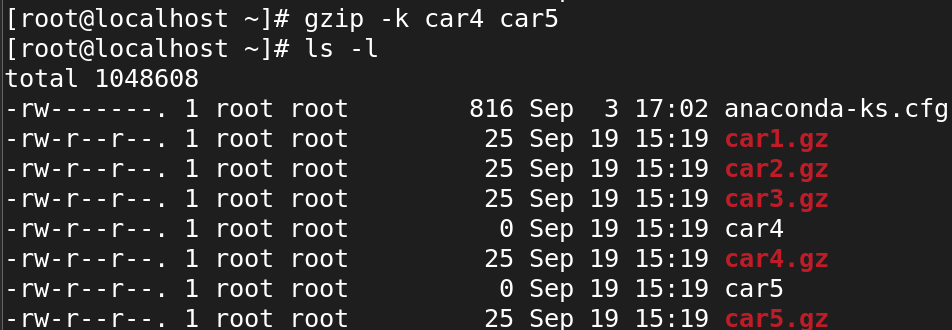 [root@localhost ~]# gzip -k car4 car5
[root@localhost ~]# ls -l
total 1048608
-rw-------. 1 root root        816 Sep  3 17:02 anaconda-ks.cfg
-rw-r--r--. 1 root root         25 Sep 19 15:19 car1.gz
-rw-r--r--. 1 root root         25 Sep 19 15:19 car2.gz
-rw-r--r--. 1 root root         25 Sep 19 15:19 car3.gz
-rw-r--r--. 1 root root          0 Sep 19 15:19 car4
-rw-r--r--. 1 root root         25 Sep 19 15:19 car4.gz
-rw-r--r--. 1 root root          0 Sep 19 15:19 car5
-rw-r--r--. 1 root root         25 Sep 19 15:19 car5.gz